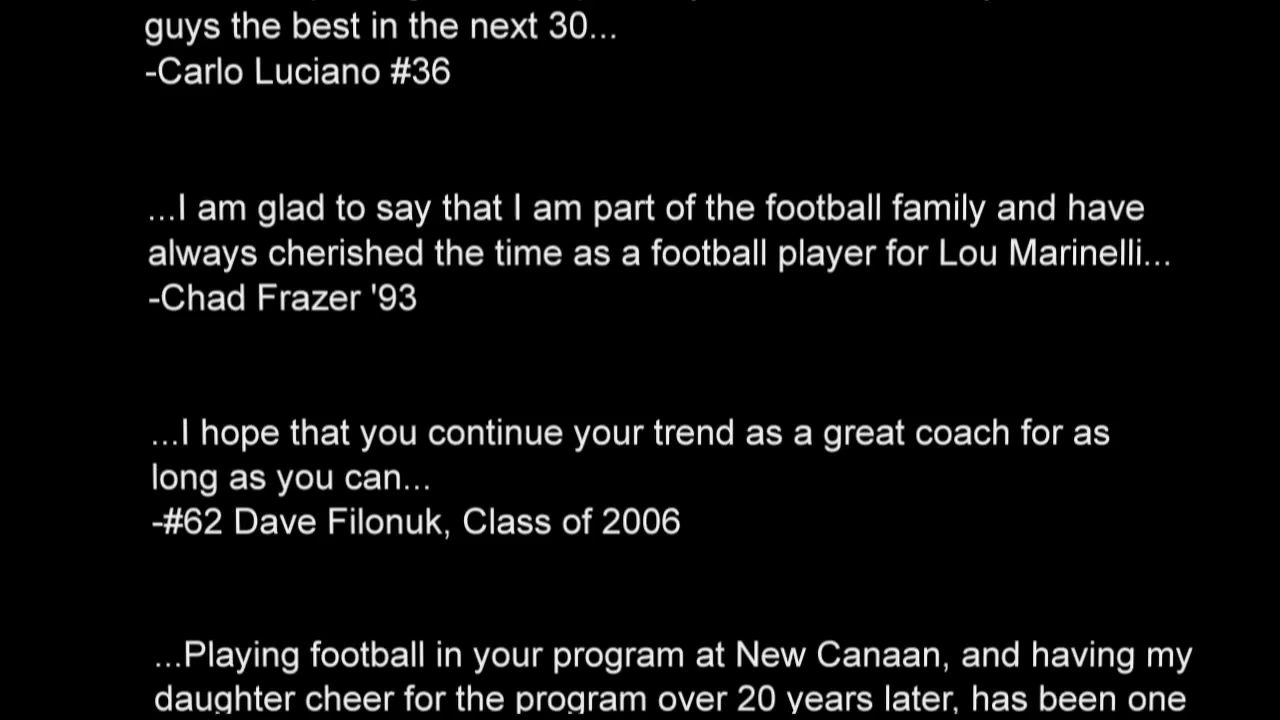 guys the best in the next 30...
-Carlo Luciano #36
...I am glad to say that I am part of the football family and have
always cherished the time as a football player for Lou Marinelli...
-Chad Frazer '93
...I hope that you continue your trend as a great coach for as
long as you can...
-#62 Dave Filonuk, Class of 2006
...Playing football in your program at New Canaan, and having my
daughter cheer for the program over 20 years later, has been one